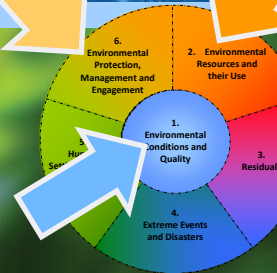 6.
Environmental
Protection,
Management and
Engagement
2. Environmental
Resources and
their Use
1.
Environmental
Conditions and
Quality
3.
Residual
5
4.
Extreme Events
and Disasters